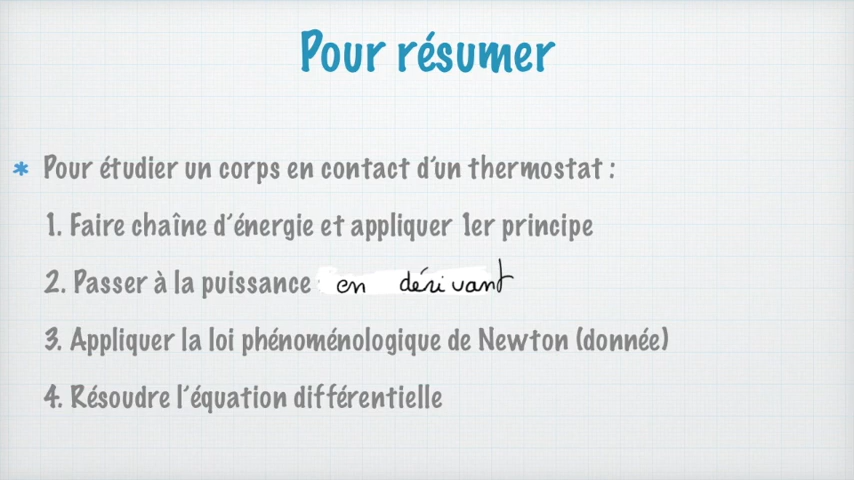 Pour résumer
* Pour étudier un corps en contact d'un thermostat :
1. Faire chaîne d'énergie et appliquer 1er principe
2. Passer à la puissance en dérivant
3. Appliquer la loi phénoménologique de Newton (donnée)
4. Résoudre l'équation différentielle